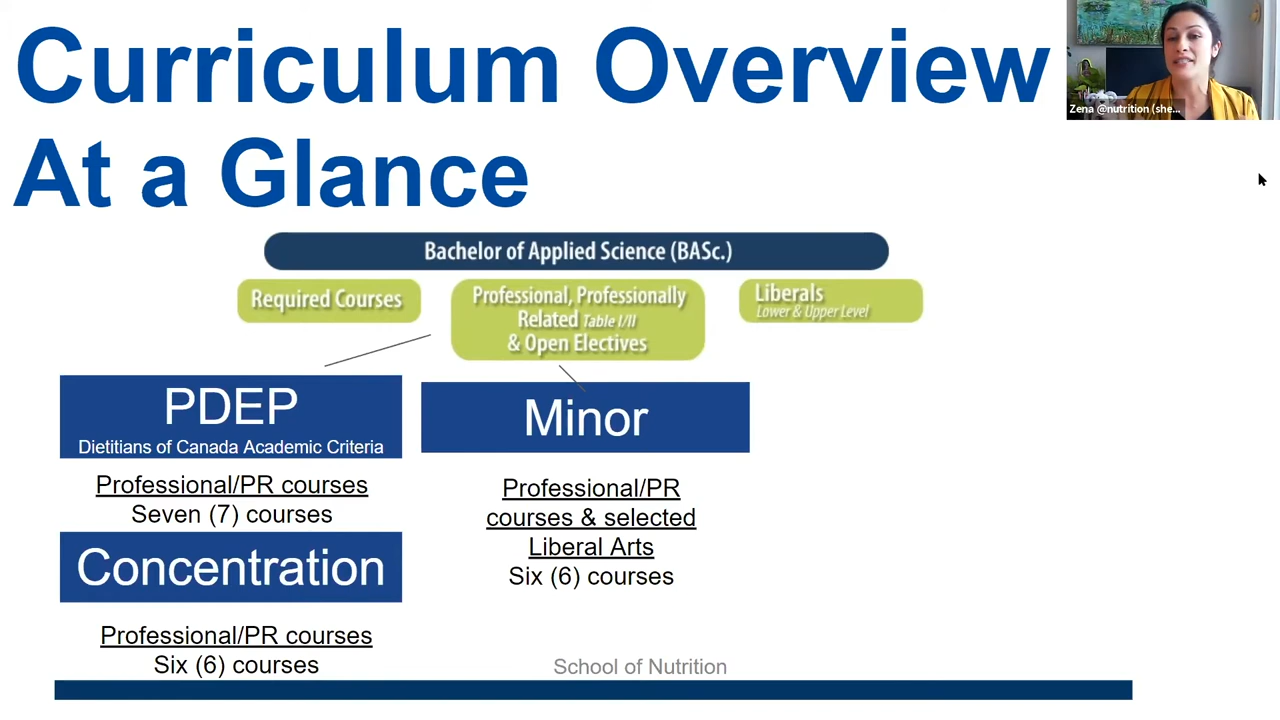 Curriculum Overview
At a Glance
Zena @nutrition (she...
Bachelor of Applied Science (BASc.)
Required Courses
Professional, Professionally
Related Table I/II
& Open Electives
Liberals
Lower & Upper Level
PDEP
Dietitians of Canada Academic Criteria
Professional/PR courses
Seven (7) courses
Concentration
Professional/PR courses
Six (6) courses
Minor
Professional/PR
courses & selected
Liberal Arts
Six (6) courses
School of Nutrition